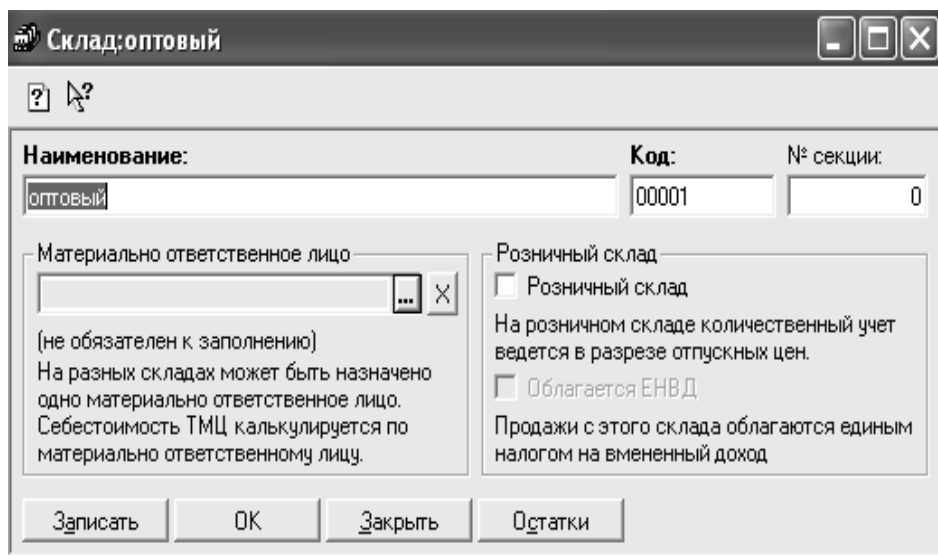 Склад:оптовый
Наименование: Код: № секции:
оптовый 00001 0
Материально ответственное лицо
... X
(не обязателен к заполнению)
На разных складах может быть назначено
одно материально ответственное лицо.
Себестоимость ТМЦ калькулируется по
материально ответственному лицу.
Розничный склад
Розничный склад
На розничном складе количественный учет
ведется в разрезе отпускных цен.
Облагается ЕНВД
Продажи с этого склада облагаются единым
налогом на вмененный доход
Записать OK Закрыть Остатки